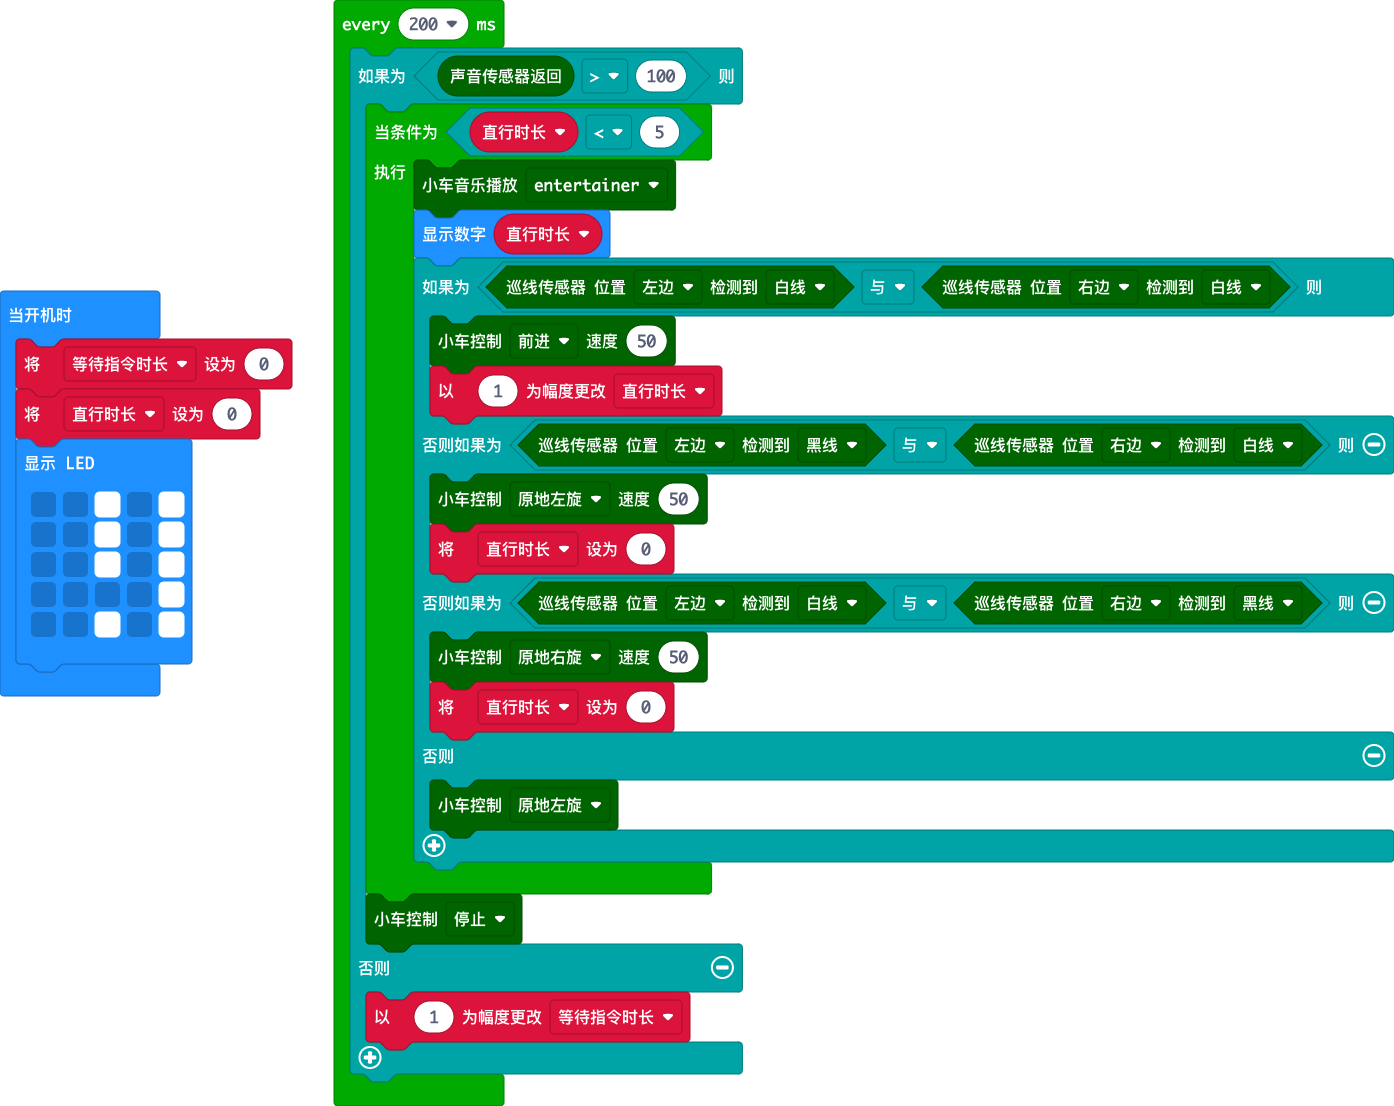 当开机时
将 等待指令时长 设为 0
将 直行时长 设为 0
显示 LED
every 200 ms
如果为 声音传感器返回 > 100 则
当条件为 直行时长 < 5
执行
小车音乐播放 entertainer
显示数字 直行时长
如果为 巡线传感器 位置 左边 检测到 白线 与 巡线传感器 位置 右边 检测到 白线 则
小车控制 前进 速度 50
以 1 为幅度更改 直行时长
否则如果为 巡线传感器 位置 左边 检测到 黑线 与 巡线传感器 位置 右边 检测到 白线 则
小车控制 原地左旋 速度 50
将 直行时长 设为 0
否则如果为 巡线传感器 位置 左边 检测到 白线 与 巡线传感器 位置 右边 检测到 黑线 则
小车控制 原地右旋 速度 50
将 直行时长 设为 0
否则
小车控制 原地左旋
小车控制 停止
否则
以 1 为幅度更改 等待指令时长